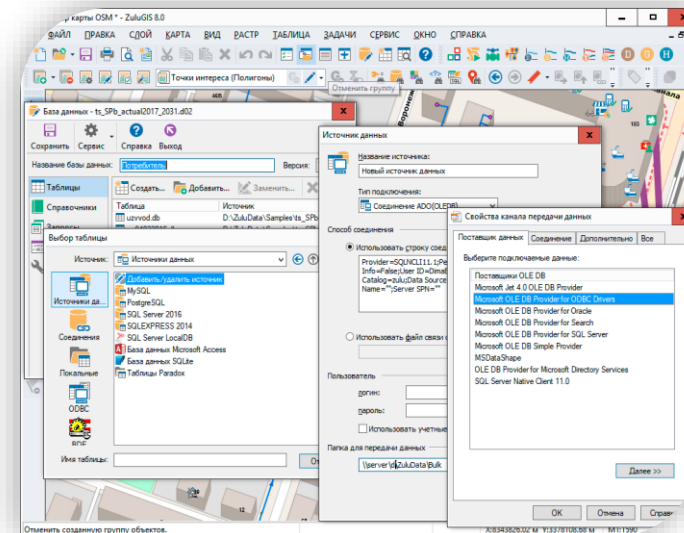 р карты OSM * - ZuluGIS 8.0
ФАЙЛ ПРАВКА СЛОЙ КАРТА ВИД РАСТР ТАБЛИЦА ЗАДАЧИ СЕРВИС ОКНО СПРАВКА
Точки интереса (Полигоны)
Отменить группу
База данных - ts_SPb_actual2017_2031.d02
Сохранить Сервис Справка Выход
Название базы данных: Потребитель Версия:
Таблицы Создать... Добавить... Заменить...
Справочники Таблица Источник
uzvvod.db D:\ZuluData\Samples\ts_SPb
Выбор таблицы
Источник: Источники данных
Источники да...
Соединения
Локальные
ODBC
BDE
Добавить/удалить источник
MySQL
PostgreSQL
SQL Server 2016
SQLEXPRESS 2014
SQL Server LocalDB
База данных Microsoft Access
База данных SQLite
Таблицы Paradox
Имя таблицы:
Источник данных
Название источника:
Новый источник данных
Тип подключения:
Соединение ADO(OLEDB)
Способ соединения
Использовать строку соед
Provider=SQLNCLI11.1;Pe
Info=False;User ID=DimaB
Catalog=zulu;Data Source
Name="";Server SPN=""
Использовать файл связи с
Пользователь
логин:
пароль:
Использовать учетные
Папка для передачи данных
\\server\d\ZuluData\Bulk
Свойства канала передачи данных
Поставщик данных Соединение Дополнительно Все
Выберите подключаемые данные:
Поставщики OLE DB
Microsoft Jet 4.0 OLE DB Provider
Microsoft OLE DB Provider for ODBC Drivers
Microsoft OLE DB Provider for Oracle
Microsoft OLE DB Provider for Search
Microsoft OLE DB Provider for SQL Server
Microsoft OLE DB Simple Provider
MSDataShape
OLE DB Provider for Microsoft Directory Services
SQL Server Native Client 11.0
Далее >>
OK Отмена Справ
Отменить созданную группу объектов.
X:8343826.02 м Y:3378108.68 м М1:1590